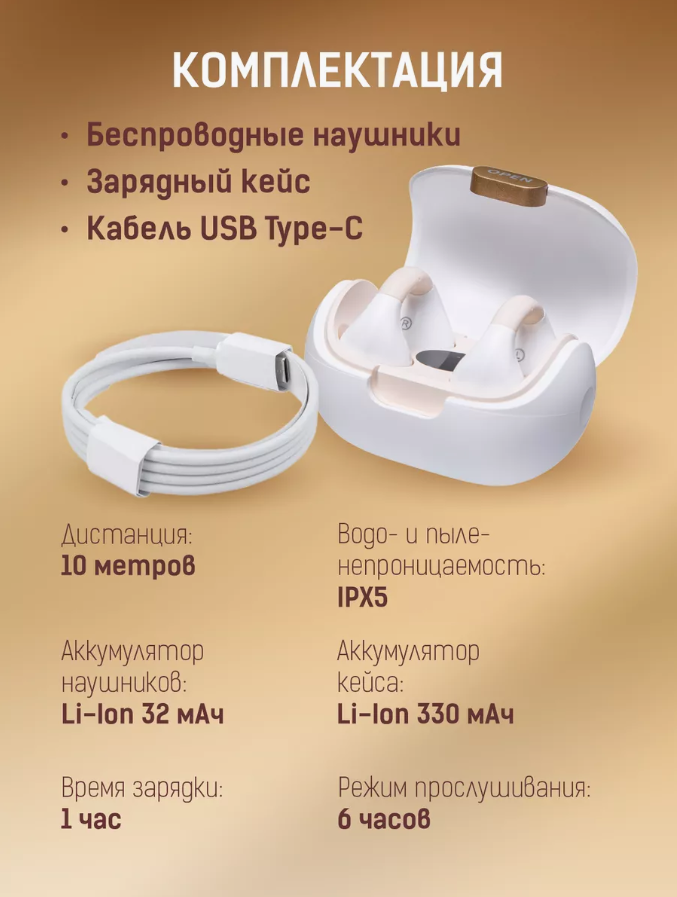 КОМПЛЕКТАЦИЯ
• Беспроводные наушники
• Зарядный кейс
• Кабель USB Type-C
OPEN
®
Дистанция:
10 метров
Водо- и пыле-
непроницаемость:
IPX5
Аккумулятор
наушников:
Li-Ion 32 мАч
Аккумулятор
кейса:
Li-Ion 330 мАч
Время зарядки:
1 час
Режим прослушивания:
6 часов